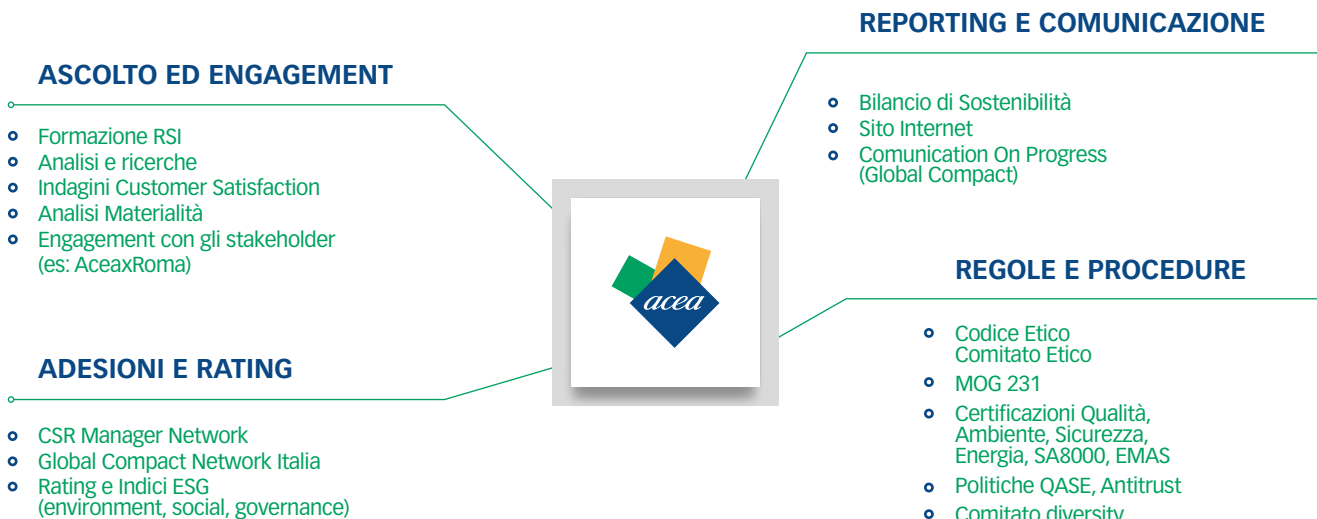 ASCOLTO ED ENGAGEMENT
Formazione RSI
Analisi e ricerche
Indagini Customer Satisfaction
Analisi Materialità
Engagement con gli stakeholder
(es: AceaxRoma)
ADESIONI E RATING
CSR Manager Network
Global Compact Network Italia
Rating e Indici ESG
(environment, social, governance)
acea
REPORTING E COMUNICAZIONE
Bilancio di Sostenibilità
Sito Internet
Comunication On Progress
(Global Compact)
REGOLE E PROCEDURE
Codice Etico
Comitato Etico
MOG 231
Certificazioni Qualità,
Ambiente, Sicurezza,
Energia, SA8000, EMAS
Politiche QASE, Antitrust
Comitato diversity